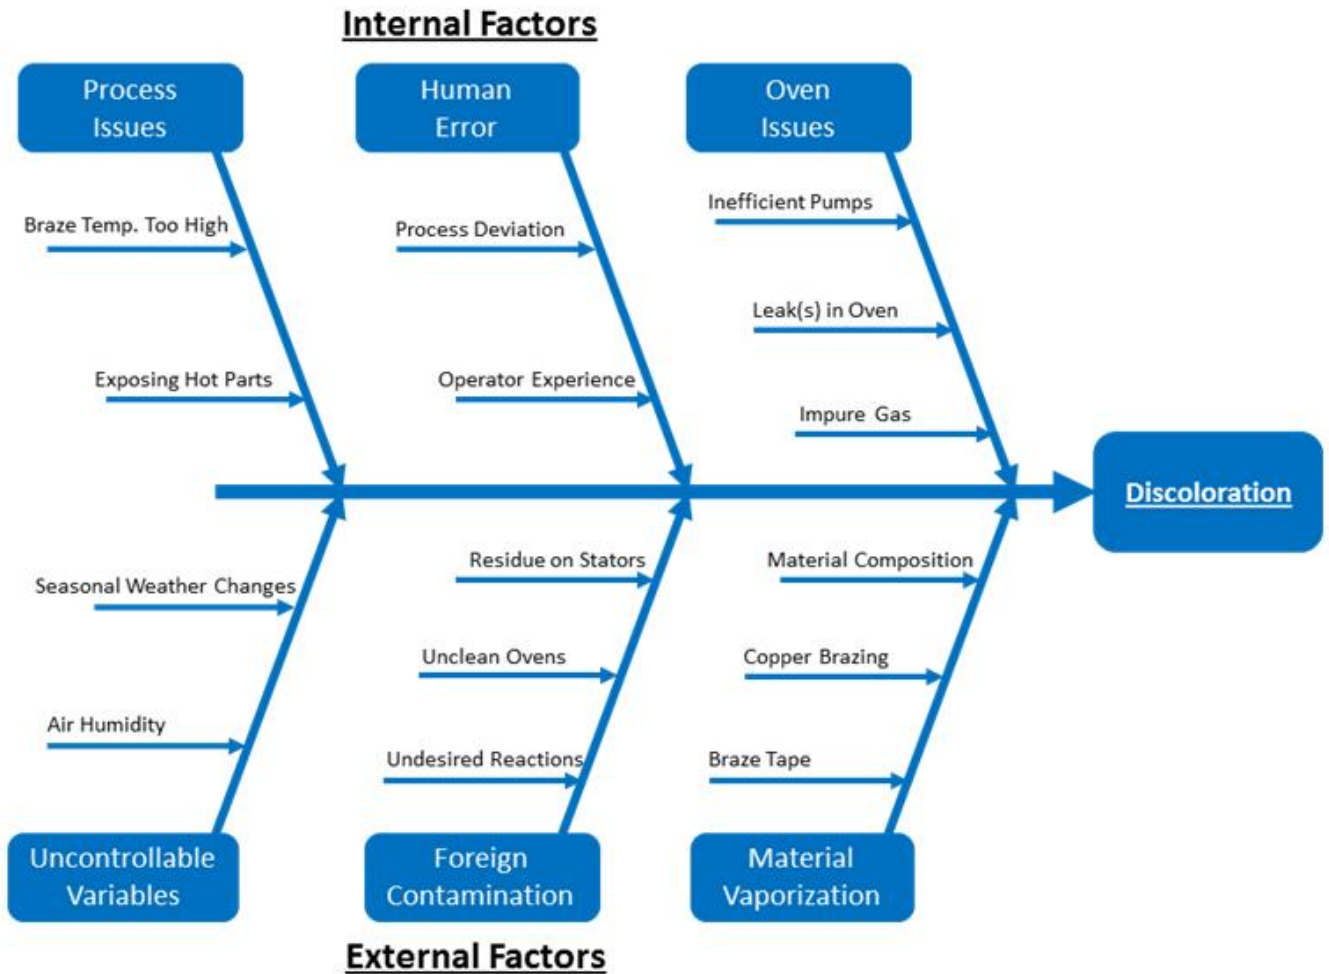 Internal Factors
Process
Issues
Human
Error
Oven
Issues
Braze Temp. Too High
Exposing Hot Parts
Process Deviation
Operator Experience
Inefficient Pumps
Leak(s) in Oven
Impure Gas
Discoloration
Seasonal Weather Changes
Air Humidity
Residue on Stators
Unclean Ovens
Undesired Reactions
Material Composition
Copper Brazing
Braze Tape
Uncontrollable
Variables
Foreign
Contamination
Material
Vaporization
External Factors